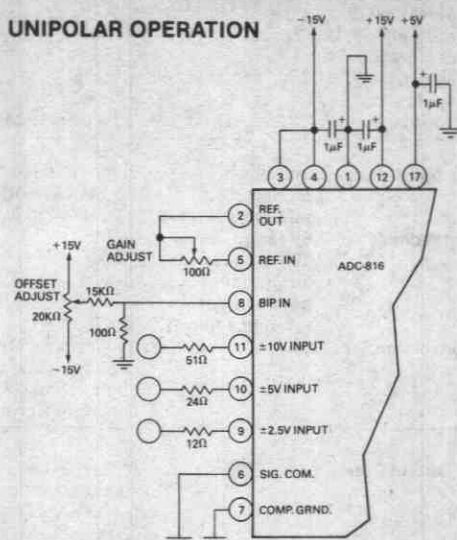 UNIPOLAR OPERATION
−15V
+15V
+5V
+
1μF
+
1μF
+
1μF
3
4
1
12
17
2
REF. OUT
GAIN ADJUST
100Ω
5
REF. IN
ADC-816
+15V
OFFSET ADJUST
20KΩ
15KΩ
−15V
100Ω
8
BIP IN
51Ω
11
±10V INPUT
24Ω
10
±5V INPUT
12Ω
9
±2.5V INPUT
6
SIG. COM.
7
COMP. GRND.